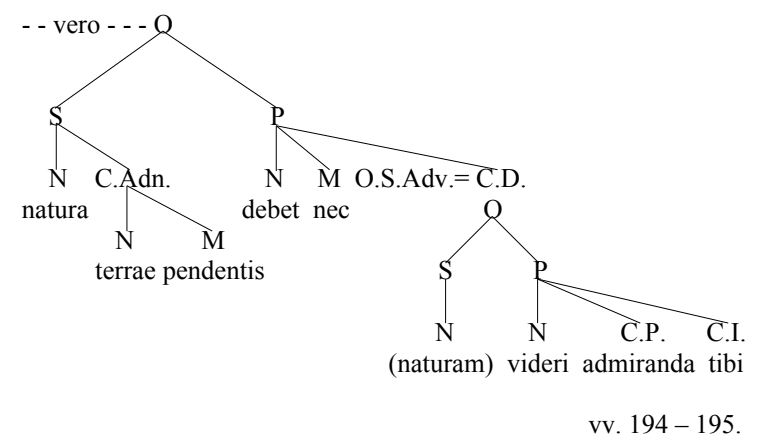 - - vero - - - O
S P
N C.Adn. N M O.S.Adv.= C.D.
natura debet nec
O
N M
terrae pendentis
S P
N N C.P. C.I.
(naturam) videri admiranda tibi
vv. 194 – 195.